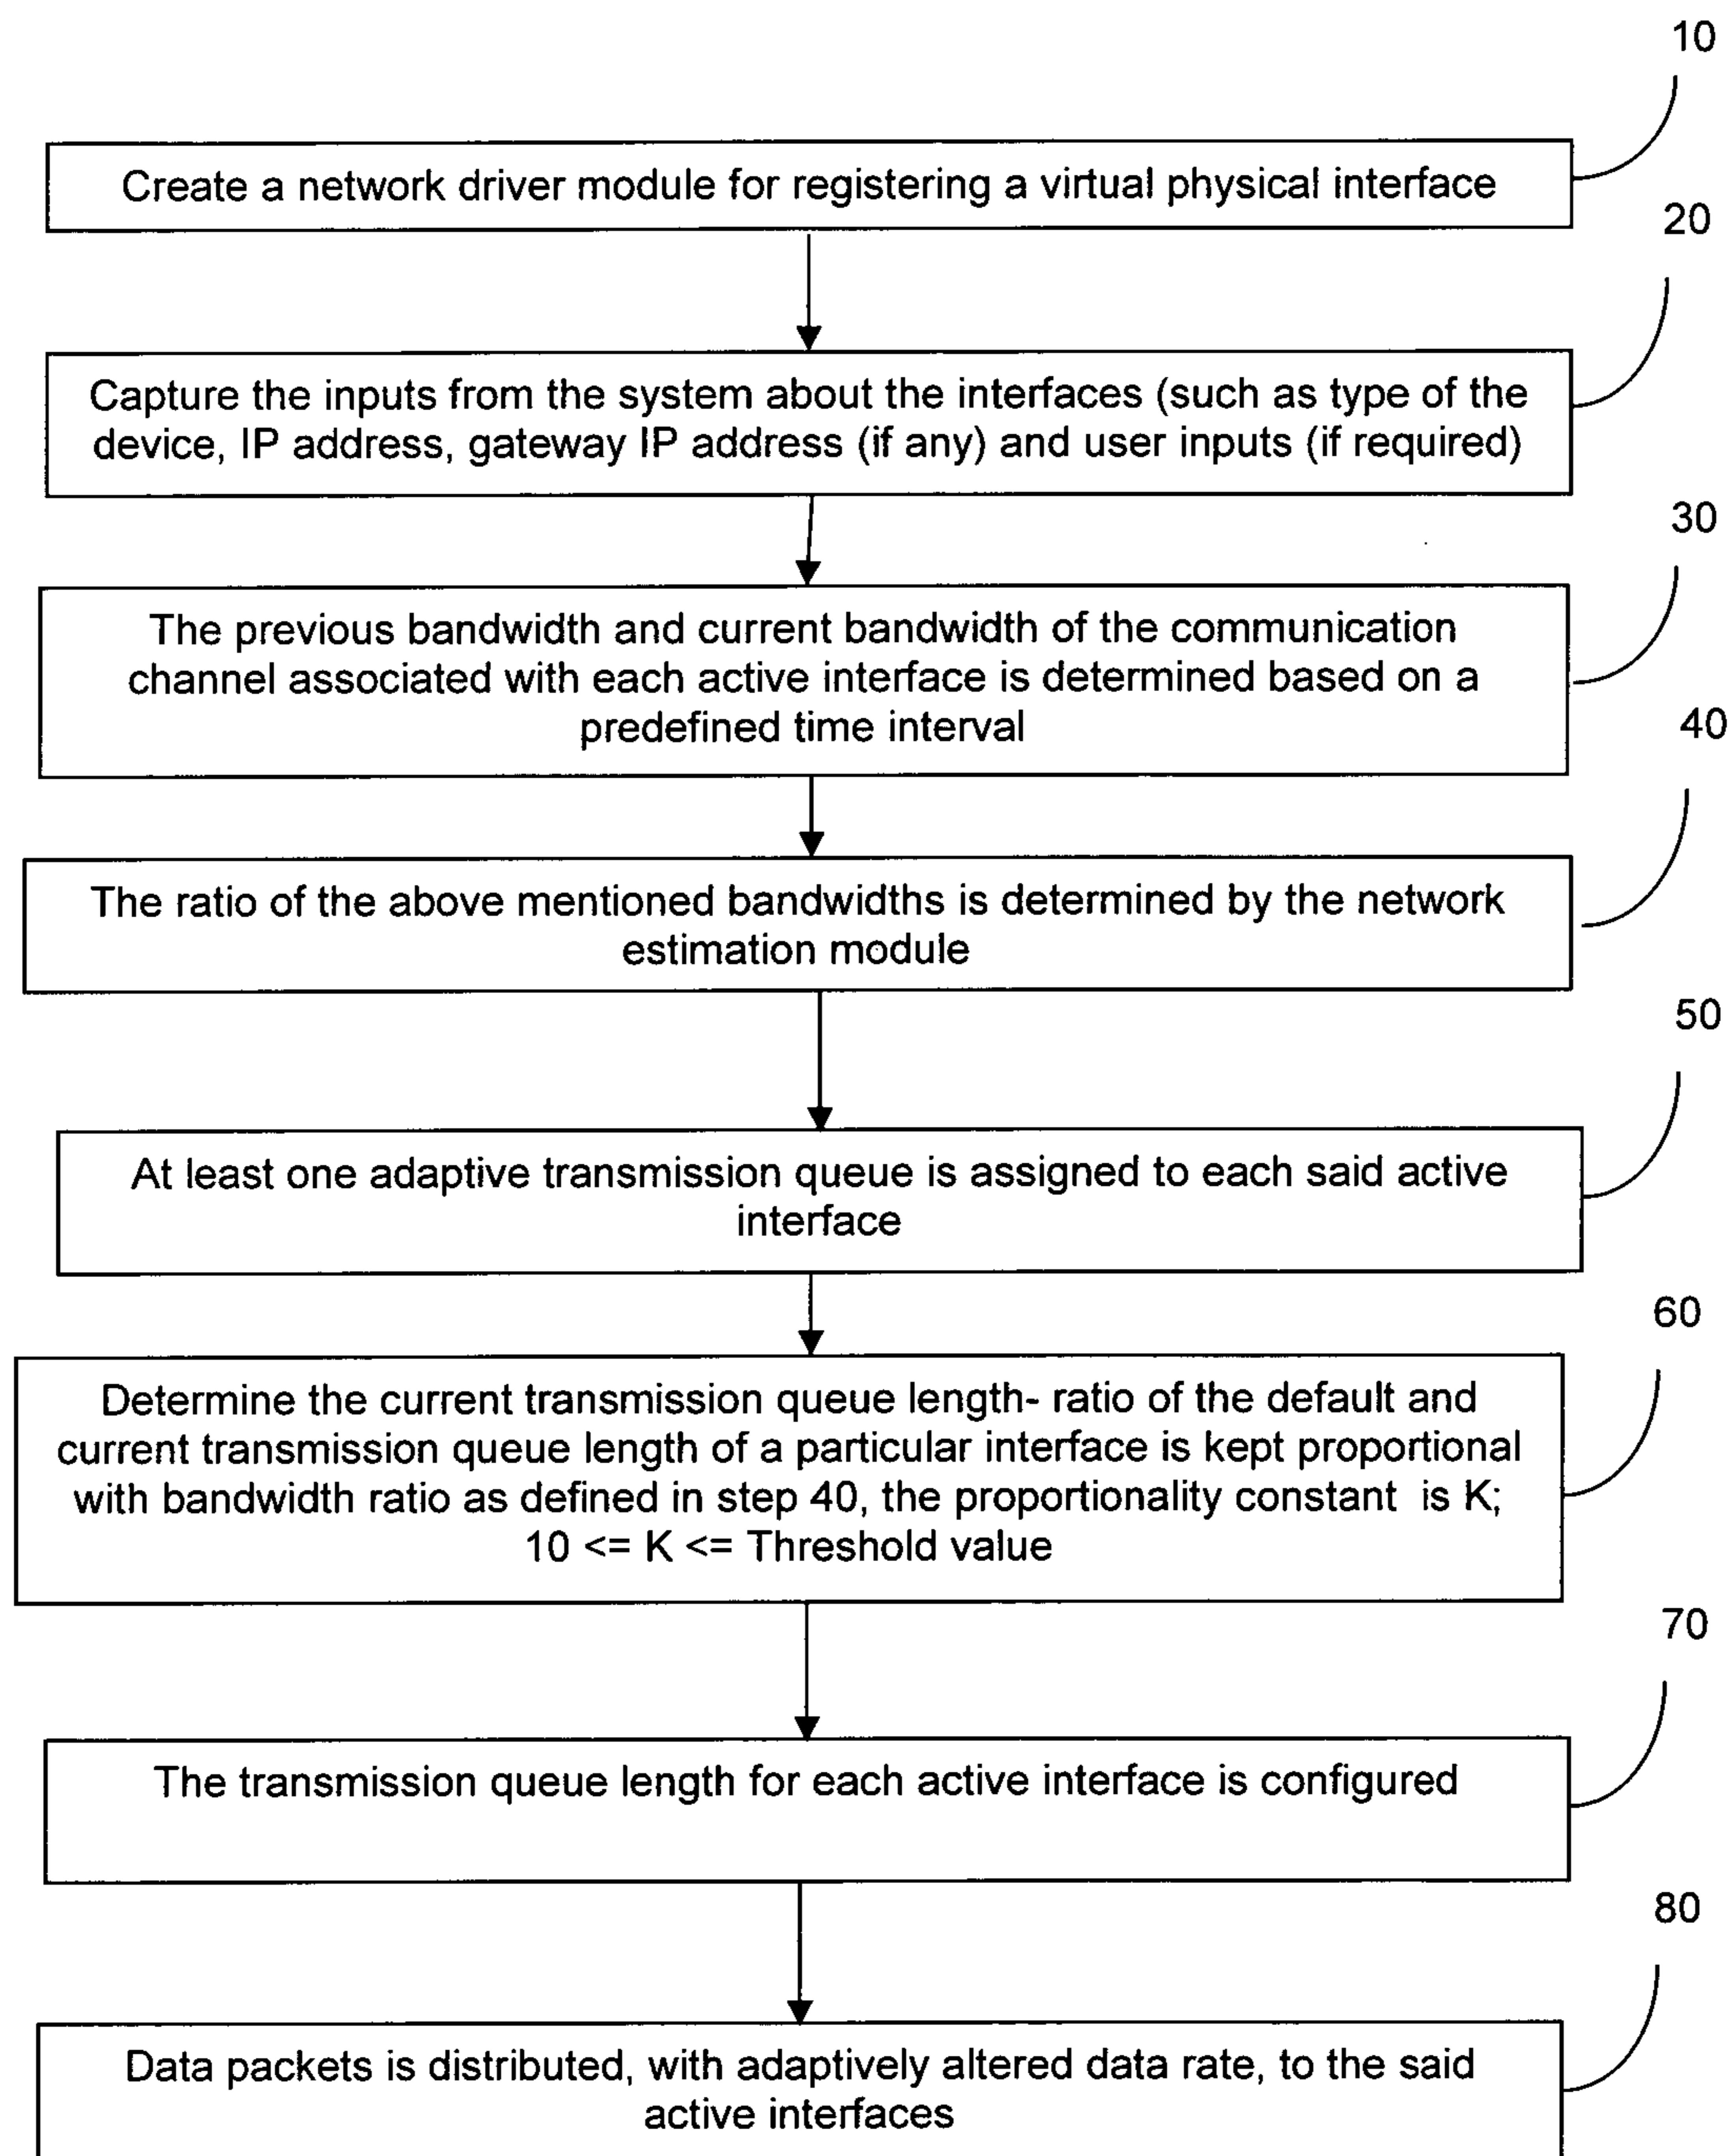 10
Create a network driver module for registering a virtual physical interface
20
Capture the inputs from the system about the interfaces (such as type of the
device, IP address, gateway IP address (if any) and user inputs (if required)
30
The previous bandwidth and current bandwidth of the communication
channel associated with each active interface is determined based on a
predefined time interval
40
The ratio of the above mentioned bandwidths is determined by the network
estimation module
50
At least one adaptive transmission queue is assigned to each said active
interface
60
Determine the current transmission queue length- ratio of the default and
current transmission queue length of a particular interface is kept proportional
with bandwidth ratio as defined in step 40, the proportionality constant is K;
10 <= K <= Threshold value
70
The transmission queue length for each active interface is configured
80
Data packets is distributed, with adaptively altered data rate, to the said
active interfaces